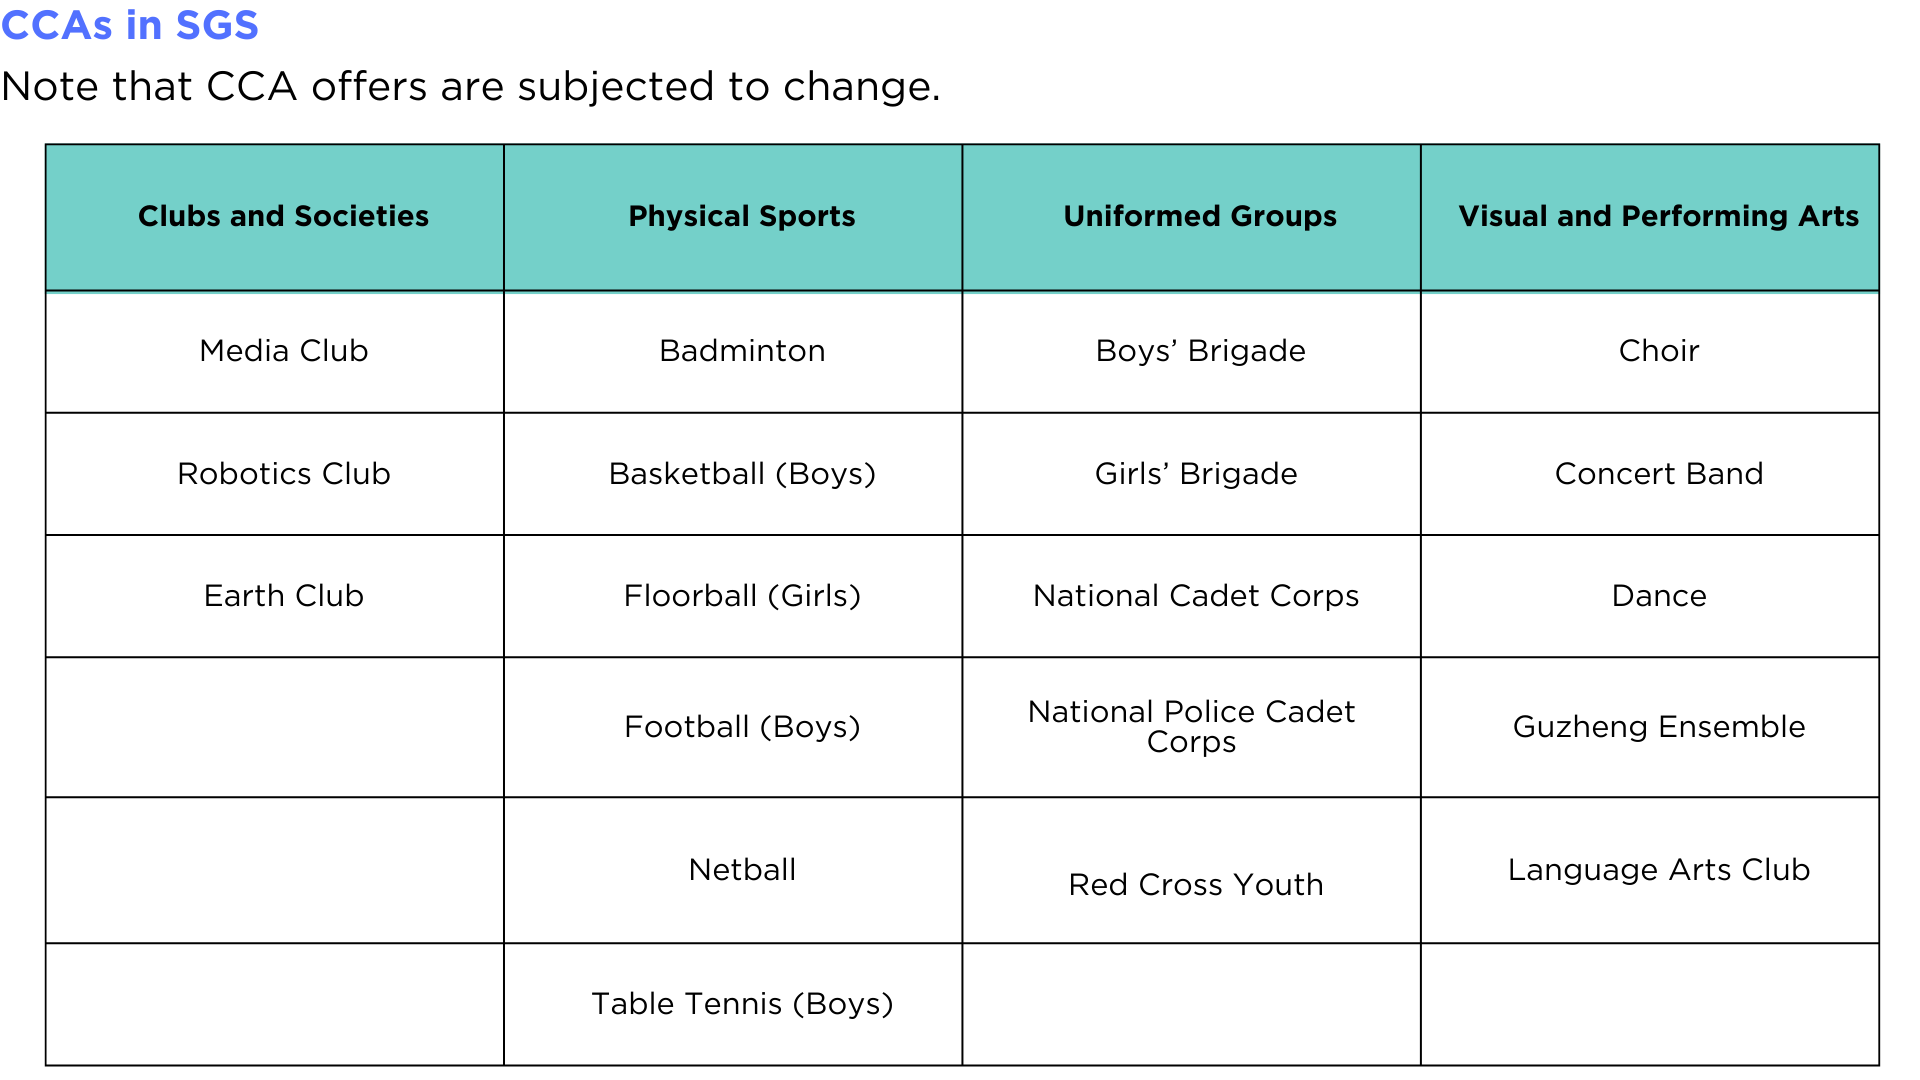 CCAs in SGS
Note that CCA offers are subjected to change.
Clubs and Societies Physical Sports Uniformed Groups Visual and Performing Arts
Media Club Badminton Boys’ Brigade Choir
Robotics Club Basketball (Boys) Girls’ Brigade Concert Band
Earth Club Floorball (Girls) National Cadet Corps Dance
Football (Boys) National Police Cadet Guzheng Ensemble
Corps
Netball Red Cross Youth Language Arts Club
Table Tennis (Boys)